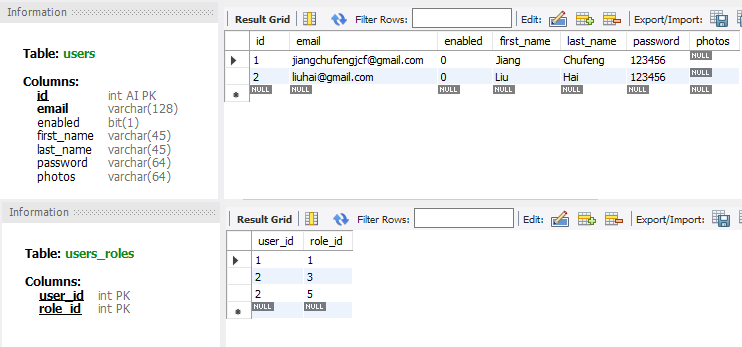 Information
Table: users
Columns:
id int AI PK
email varchar(128)
enabled bit(1)
first_name varchar(45)
last_name varchar(45)
password varchar(64)
photos varchar(64)
Result Grid Filter Rows: Edit: Export/Import:
id email enabled first_name last_name password photos
1 jiangchufengjcf@gmail.com 0 Jiang Chufeng 123456 NULL
2 liuhai@gmail.com 0 Liu Hai 123456 NULL
NULL NULL NULL NULL NULL NULL NULL
Information
Table: users_roles
Columns:
user_id int PK
role_id int PK
Result Grid Filter Rows: Edit: Export/Import:
user_id role_id
1 1
2 3
2 5
NULL NULL